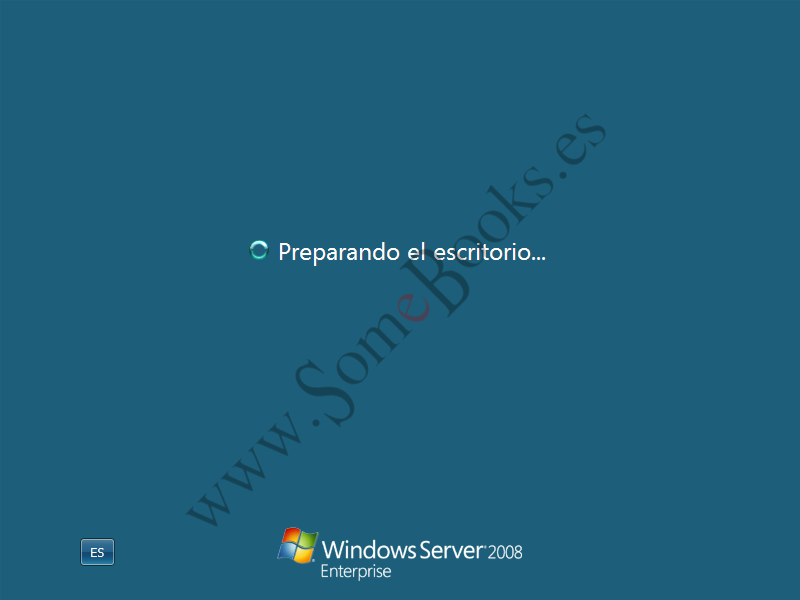 Preparando el escritorio...
www.SomeBooks.es
ES
Windows Server 2008
Enterprise